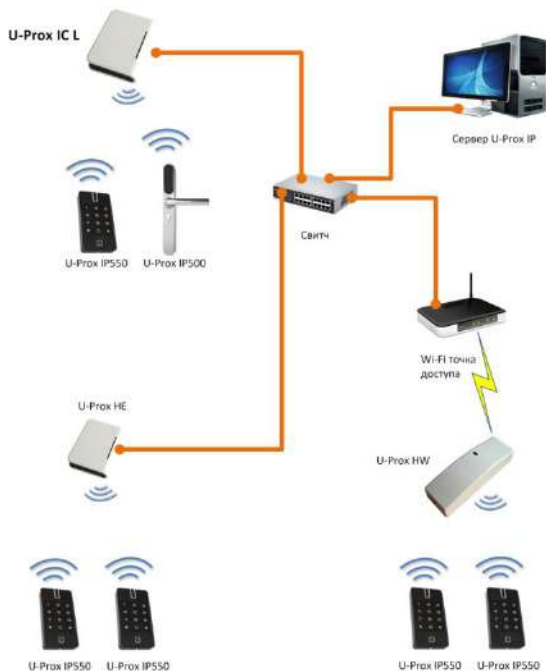 U-Prox IC L
Сервер U-Prox IP
Свитч
U-Prox IP550
U-Prox IP500
Wi-Fi точка
доступа
U-Prox HE
U-Prox HW
U-Prox IP550
U-Prox IP550
U-Prox IP550
U-Prox IP550